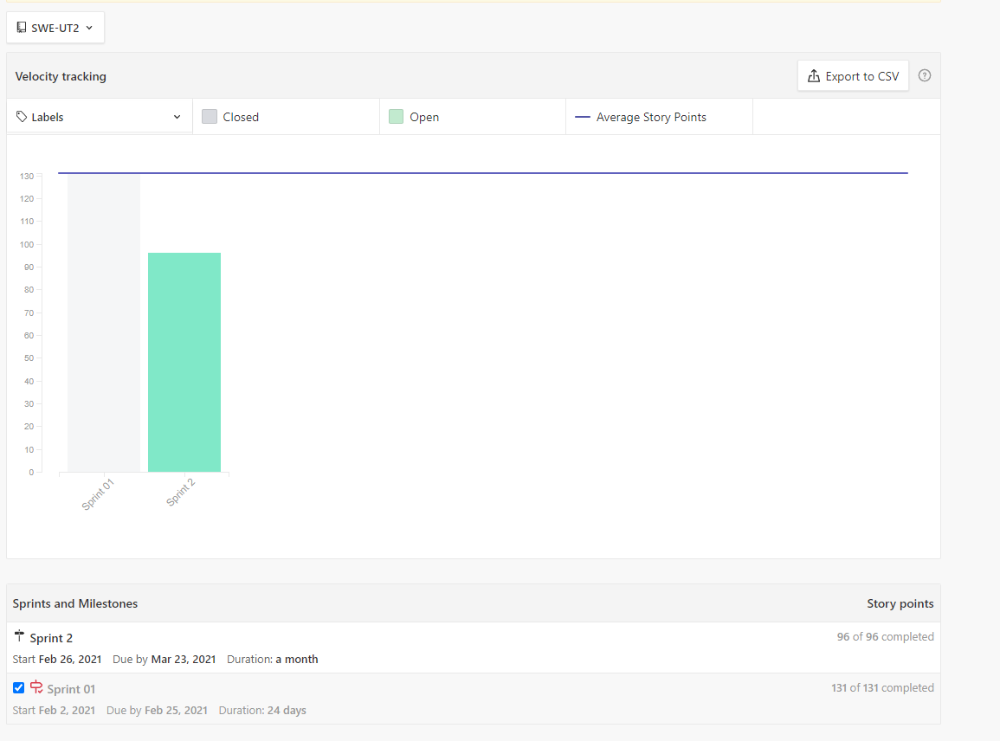 SWE-UT2
Velocity tracking
Export to CSV
?
Labels
Closed
Open
Average Story Points
130
120
110
100
90
80
70
60
50
40
30
20
10
0
Sprint 01
Sprint 2
Sprints and Milestones
Story points
Sprint 2
96 of 96 completed
Start Feb 26, 2021 Due by Mar 23, 2021 Duration: a month
Sprint 01
131 of 131 completed
Start Feb 2, 2021 Due by Feb 25, 2021 Duration: 24 days